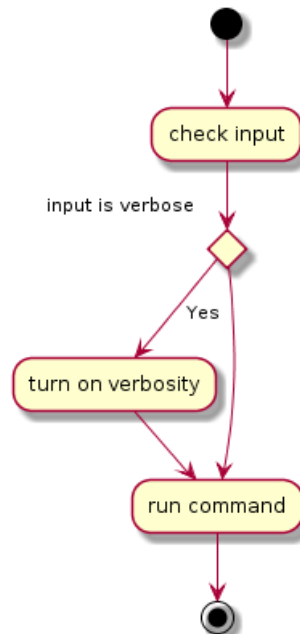 check input
input is verbose
Yes
turn on verbosity
run command